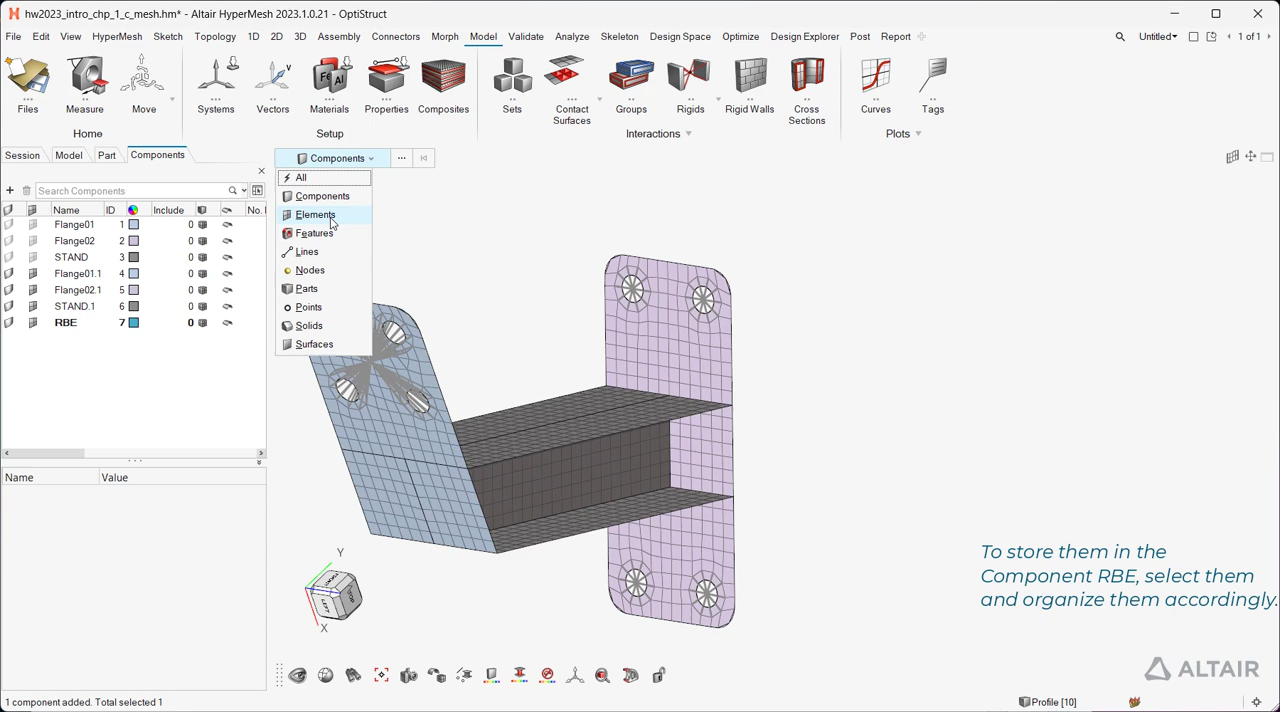 hw2023_intro_chp_1_c_mesh.hm* - Altair HyperMesh 2023.1.0.21 - OptiStruct
File Edit View HyperMesh Sketch Topology 1D 2D 3D Assembly Connectors Morph Model Validate Analyze Skeleton Design Space Optimize Design Explorer Post Report Untitled 1 of 1
Files Measure Move Systems Vectors Materials Properties Composites Sets Contact Surfaces Groups Rigids Rigid Walls Cross Sections Curves Tags
Home Setup Interactions Plots
Session Model Part Components
Components ...
Search Components
Name ID Include No. I
Flange01 1 0
Flange02 2 0
STAND 3 0
Flange01.1 4 0
Flange02.1 5 0
STAND.1 6 0
RBE 7 0
All
Components
Elements
Features
Lines
Nodes
Parts
Points
Solids
Surfaces
Name Value
Y
FRONT
LEFT
X
To store them in the
Component RBE, select them
and organize them accordingly.
ALTAIR
1 component added. Total selected 1
Profile [10]